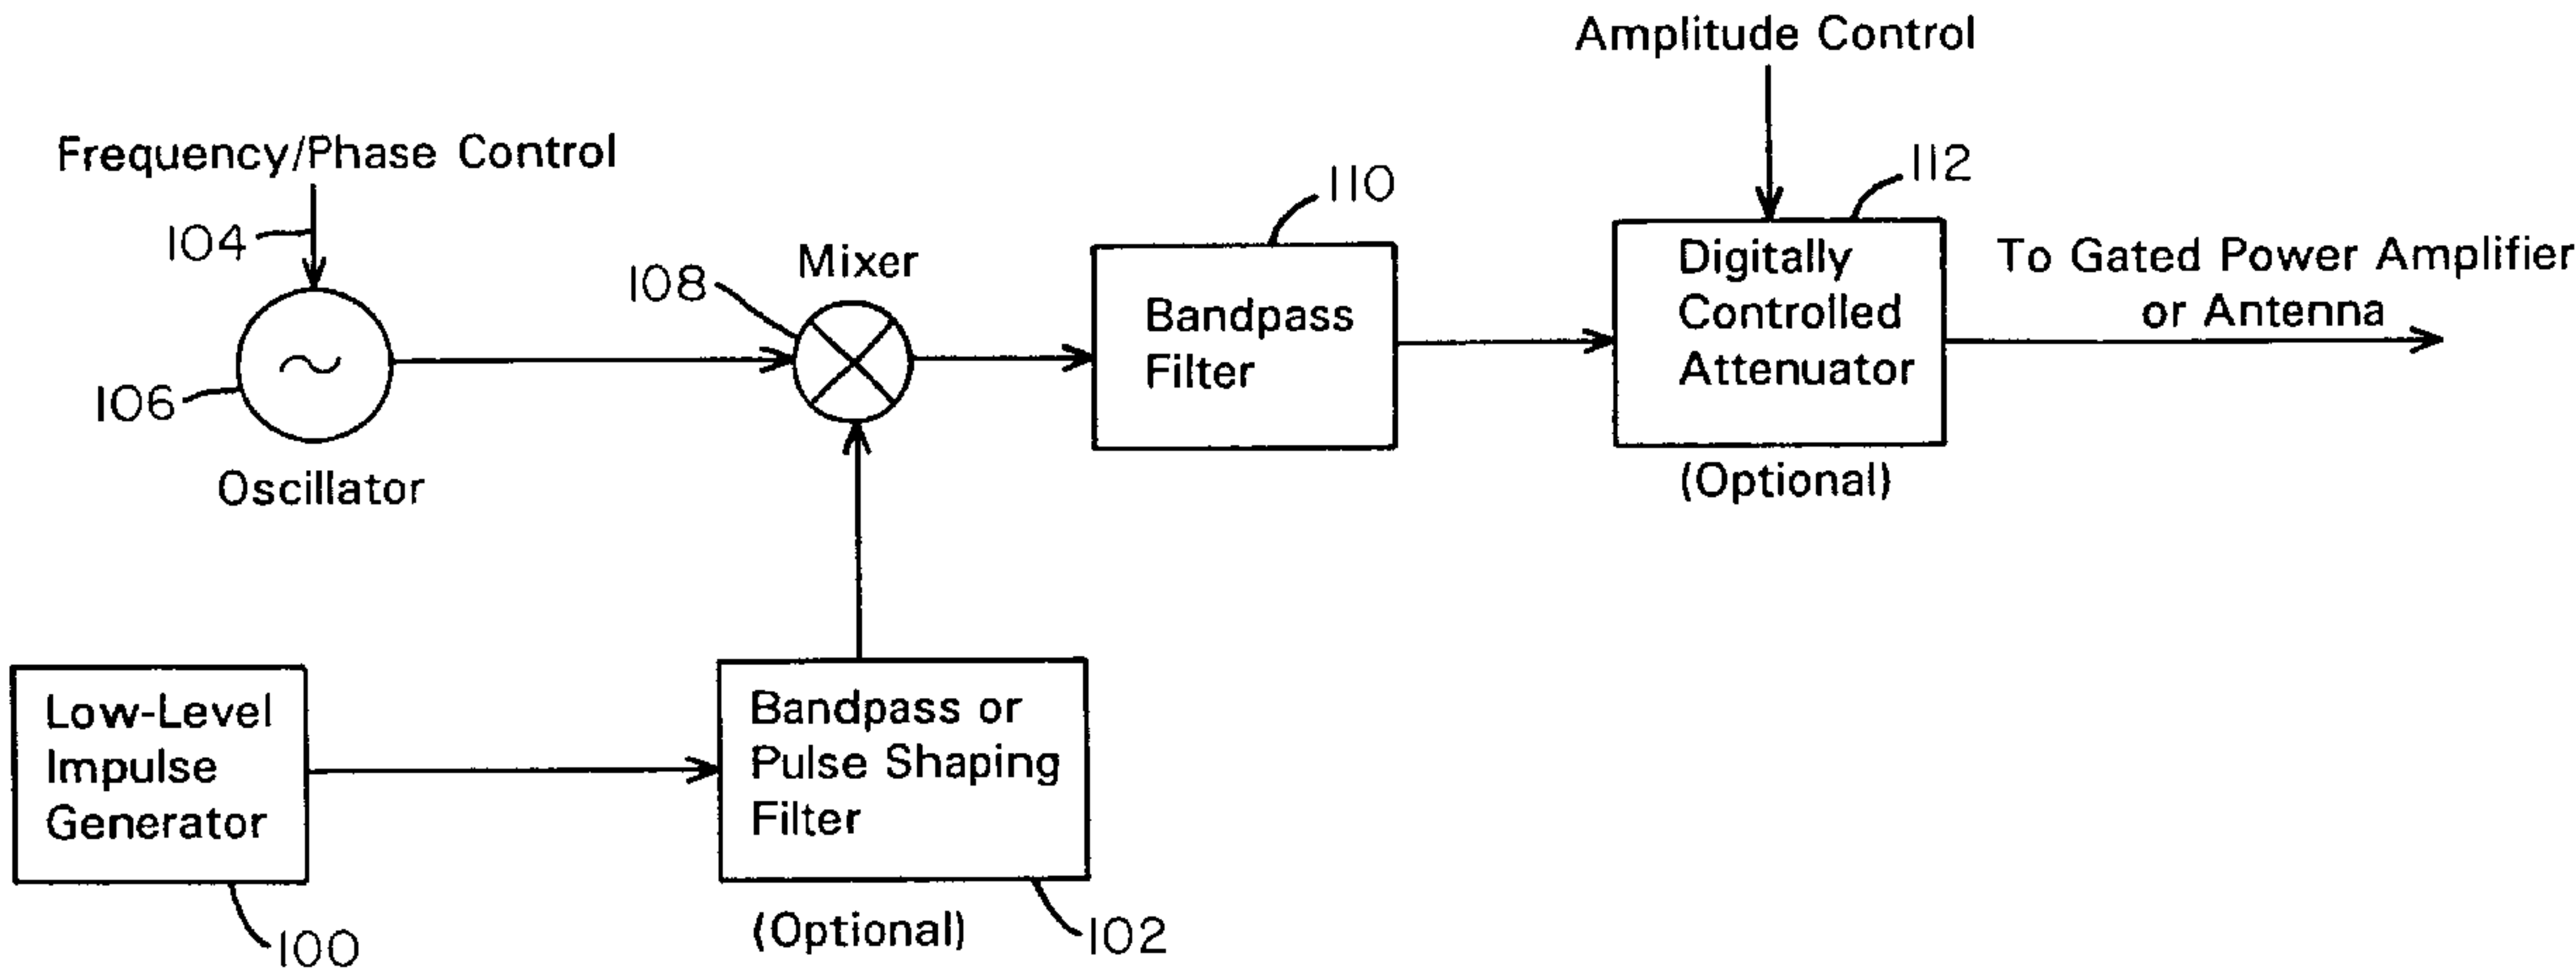 Amplitude Control
Frequency/Phase Control
104
106
Oscillator
108
Mixer
110
Bandpass
Filter
112
Digitally
Controlled
Attenuator
(Optional)
To Gated Power Amplifier
or Antenna
Low-Level
Impulse
Generator
100
Bandpass or
Pulse Shaping
Filter
(Optional)
102